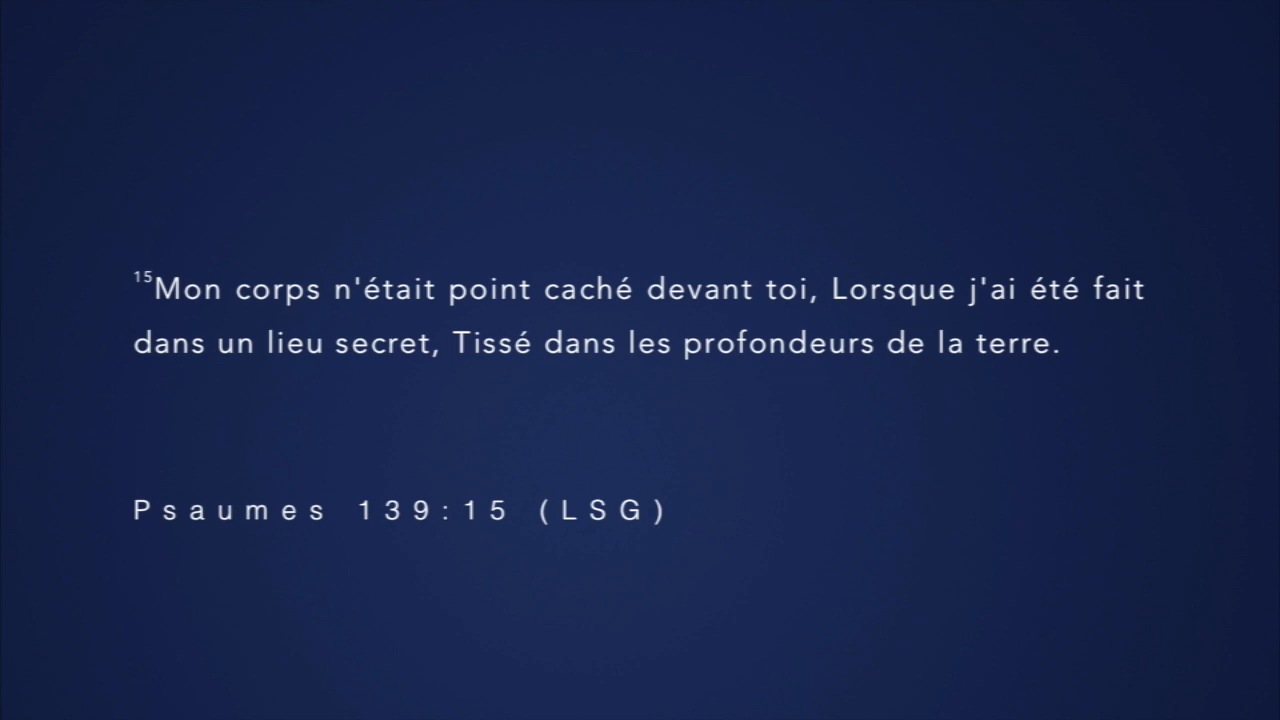 15Mon corps n'était point caché devant toi, Lorsque j'ai été fait
dans un lieu secret, Tissé dans les profondeurs de la terre.
Psaumes 139:15 (LSG)